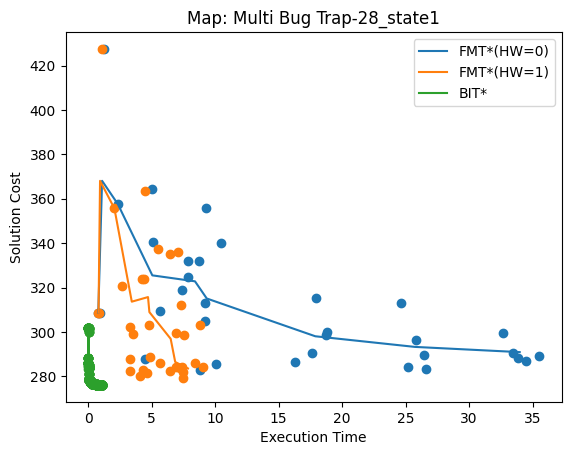 Map: Multi Bug Trap-28_state1
FMT*(HW=0)
FMT*(HW=1)
BIT*
Solution Cost
420
400
380
360
340
320
300
280
0
5
10
15
20
25
30
35
Execution Time